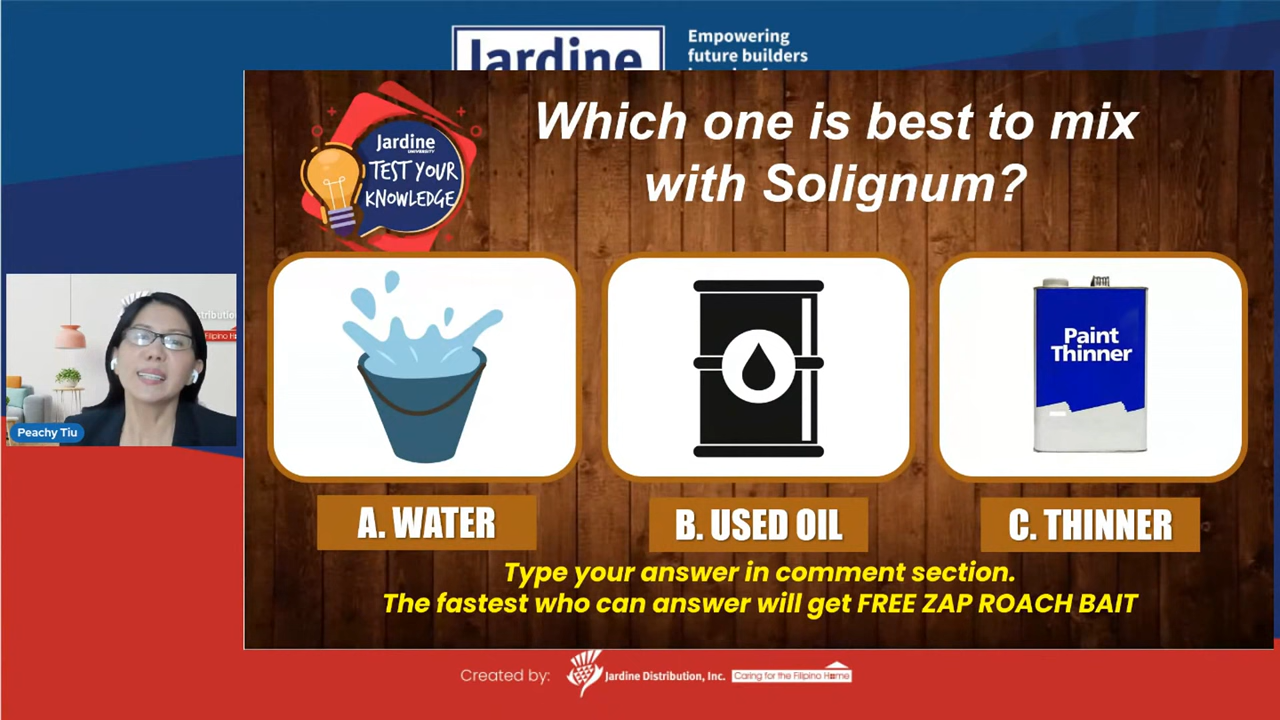 Jardine
Empowering
future builders
Which one is best to mix
with Solignum?
Jardine
UNIVERSITY
TEST YOUR
KNOWLEDGE
Paint
Thinner
Filipino
Peachy Tiu
A. WATER
B. USED OIL
C. THINNER
Type your answer in comment section.
The fastest who can answer will get FREE ZAP ROACH BAIT
Created by:
Jardine Distribution, Inc.
Caring for the Filipino Home